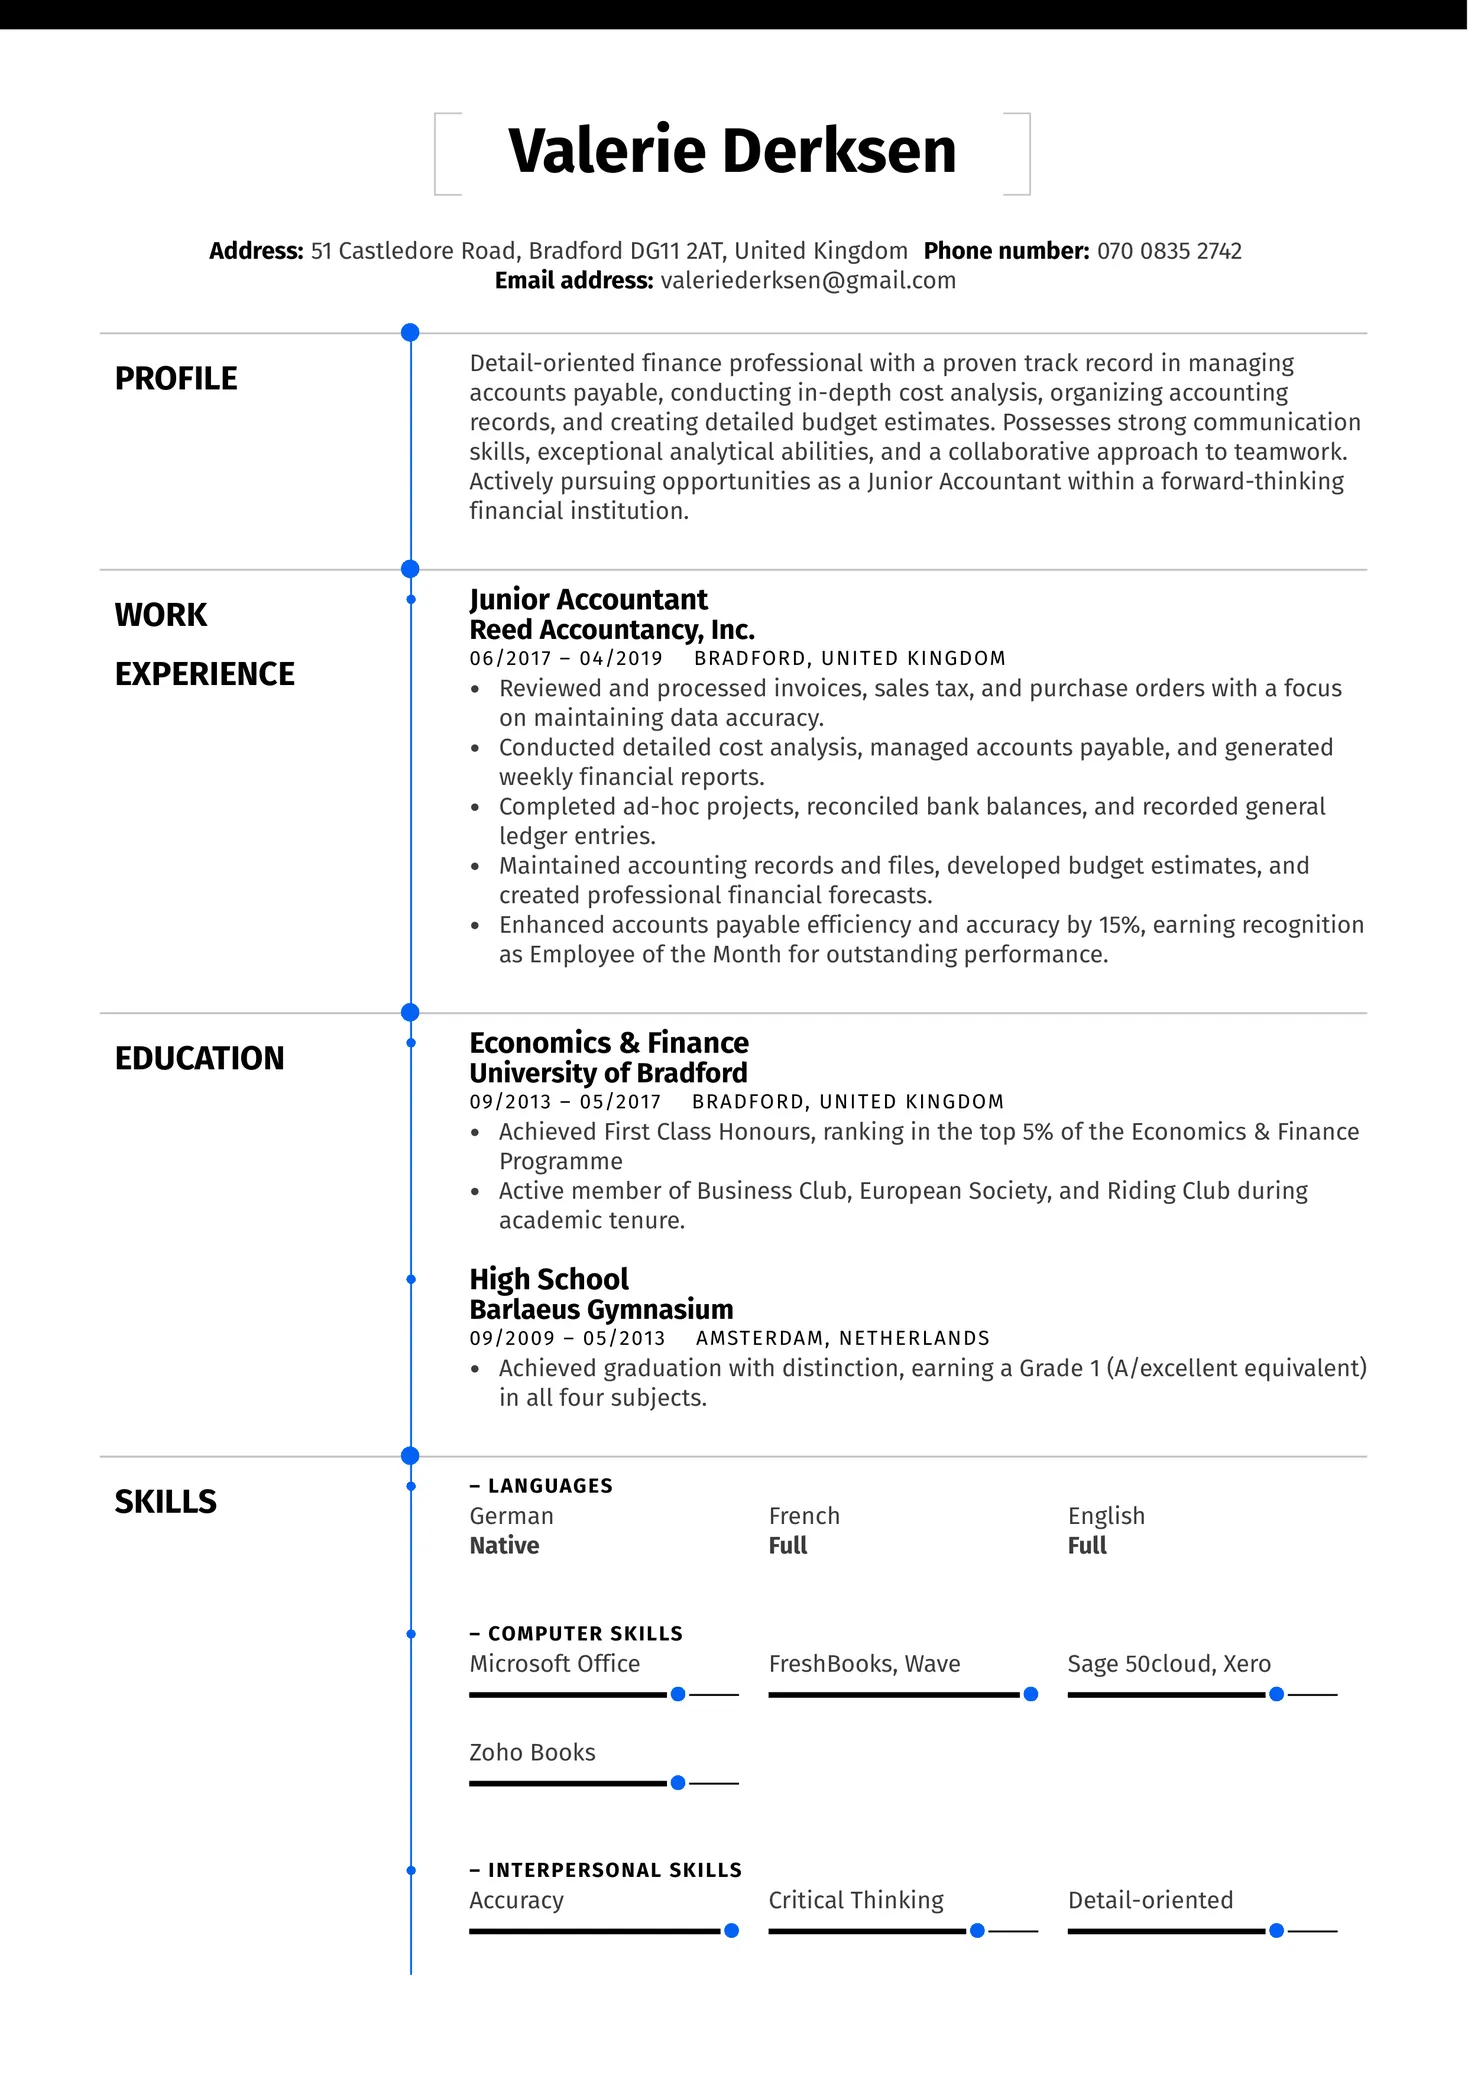 Valerie Derksen
Address: 51 Castledore Road, Bradford DG11 2AT, United Kingdom Phone number: 070 0835 2742
Email address: valeriederksen@gmail.com
PROFILE
Detail-oriented finance professional with a proven track record in managing
accounts payable, conducting in-depth cost analysis, organizing accounting
records, and creating detailed budget estimates. Possesses strong communication
skills, exceptional analytical abilities, and a collaborative approach to teamwork.
Actively pursuing opportunities as a Junior Accountant within a forward-thinking
financial institution.
WORK
EXPERIENCE
Junior Accountant
Reed Accountancy, Inc.
06/2017 – 04/2019 BRADFORD, UNITED KINGDOM
• Reviewed and processed invoices, sales tax, and purchase orders with a focus
on maintaining data accuracy.
• Conducted detailed cost analysis, managed accounts payable, and generated
weekly financial reports.
• Completed ad-hoc projects, reconciled bank balances, and recorded general
ledger entries.
• Maintained accounting records and files, developed budget estimates, and
created professional financial forecasts.
• Enhanced accounts payable efficiency and accuracy by 15%, earning recognition
as Employee of the Month for outstanding performance.
EDUCATION
Economics & Finance
University of Bradford
09/2013 – 05/2017 BRADFORD, UNITED KINGDOM
• Achieved First Class Honours, ranking in the top 5% of the Economics & Finance
Programme
• Active member of Business Club, European Society, and Riding Club during
academic tenure.
High School
Barlaeus Gymnasium
09/2009 – 05/2013 AMSTERDAM, NETHERLANDS
• Achieved graduation with distinction, earning a Grade 1 (A/excellent equivalent)
in all four subjects.
SKILLS
– LANGUAGES
German French English
Native Full Full
– COMPUTER SKILLS
Microsoft Office FreshBooks, Wave Sage 50cloud, Xero
Zoho Books
– INTERPERSONAL SKILLS
Accuracy Critical Thinking Detail-oriented